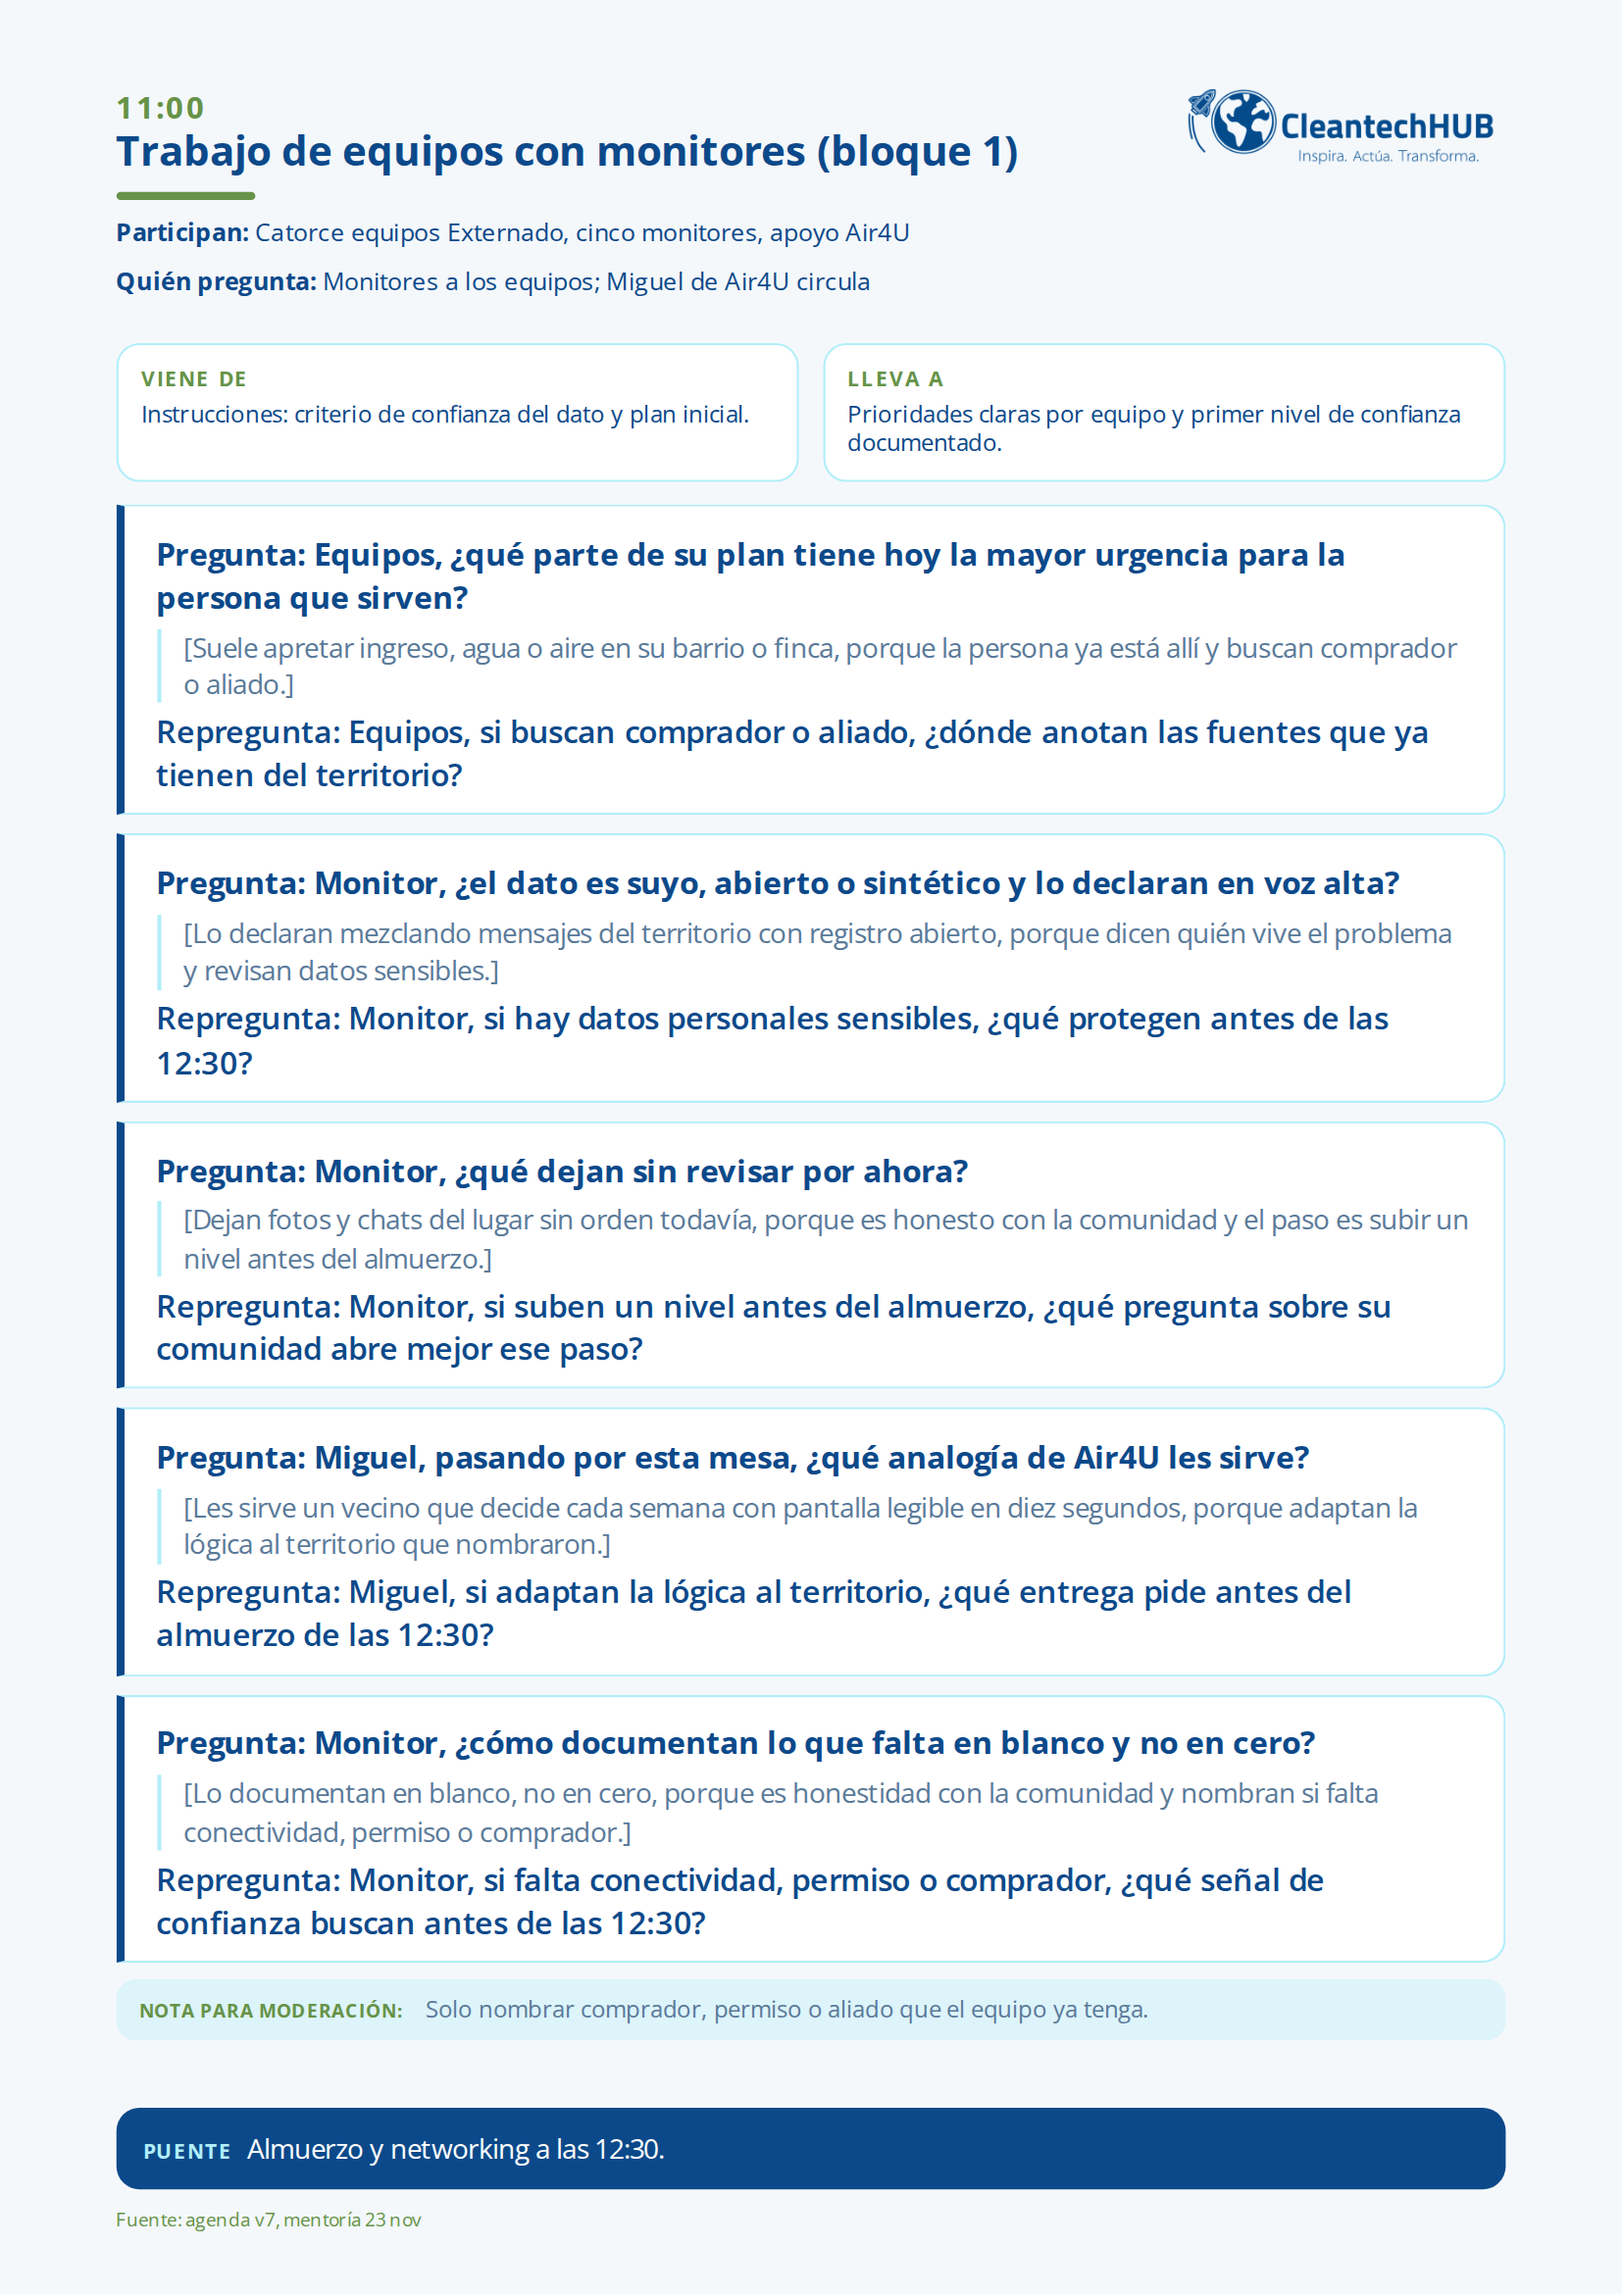 11:00
Trabajo de equipos con monitores (bloque 1)
CleantechHUB
Inspira. Actúa. Transforma.
Participan: Catorce equipos Externado, cinco monitores, apoyo Air4U
Quién pregunta: Monitores a los equipos; Miguel de Air4U circula
VIENE DE
Instrucciones: criterio de confianza del dato y plan inicial.
LLEVA A
Prioridades claras por equipo y primer nivel de confianza
documentado.
Pregunta: Equipos, ¿qué parte de su plan tiene hoy la mayor urgencia para la
persona que sirven?
[Suele apretar ingreso, agua o aire en su barrio o finca, porque la persona ya está allí y buscan comprador
o aliado.]
Repregunta: Equipos, si buscan comprador o aliado, ¿dónde anotan las fuentes que ya
tienen del territorio?
Pregunta: Monitor, ¿el dato es suyo, abierto o sintético y lo declaran en voz alta?
[Lo declaran mezclando mensajes del territorio con registro abierto, porque dicen quién vive el problema
y revisan datos sensibles.]
Repregunta: Monitor, si hay datos personales sensibles, ¿qué protegen antes de las
12:30?
Pregunta: Monitor, ¿qué dejan sin revisar por ahora?
[Dejan fotos y chats del lugar sin orden todavía, porque es honesto con la comunidad y el paso es subir un
nivel antes del almuerzo.]
Repregunta: Monitor, si suben un nivel antes del almuerzo, ¿qué pregunta sobre su
comunidad abre mejor ese paso?
Pregunta: Miguel, pasando por esta mesa, ¿qué analogía de Air4U les sirve?
[Les sirve un vecino que decide cada semana con pantalla legible en diez segundos, porque adaptan la
lógica al territorio que nombraron.]
Repregunta: Miguel, si adaptan la lógica al territorio, ¿qué entrega pide antes del
almuerzo de las 12:30?
Pregunta: Monitor, ¿cómo documentan lo que falta en blanco y no en cero?
[Lo documentan en blanco, no en cero, porque es honestidad con la comunidad y nombran si falta
conectividad, permiso o comprador.]
Repregunta: Monitor, si falta conectividad, permiso o comprador, ¿qué señal de
confianza buscan antes de las 12:30?
NOTA PARA MODERACIÓN: Solo nombrar comprador, permiso o aliado que el equipo ya tenga.
PUENTE Almuerzo y networking a las 12:30.
Fuente: agenda v7, mentoría 23 nov